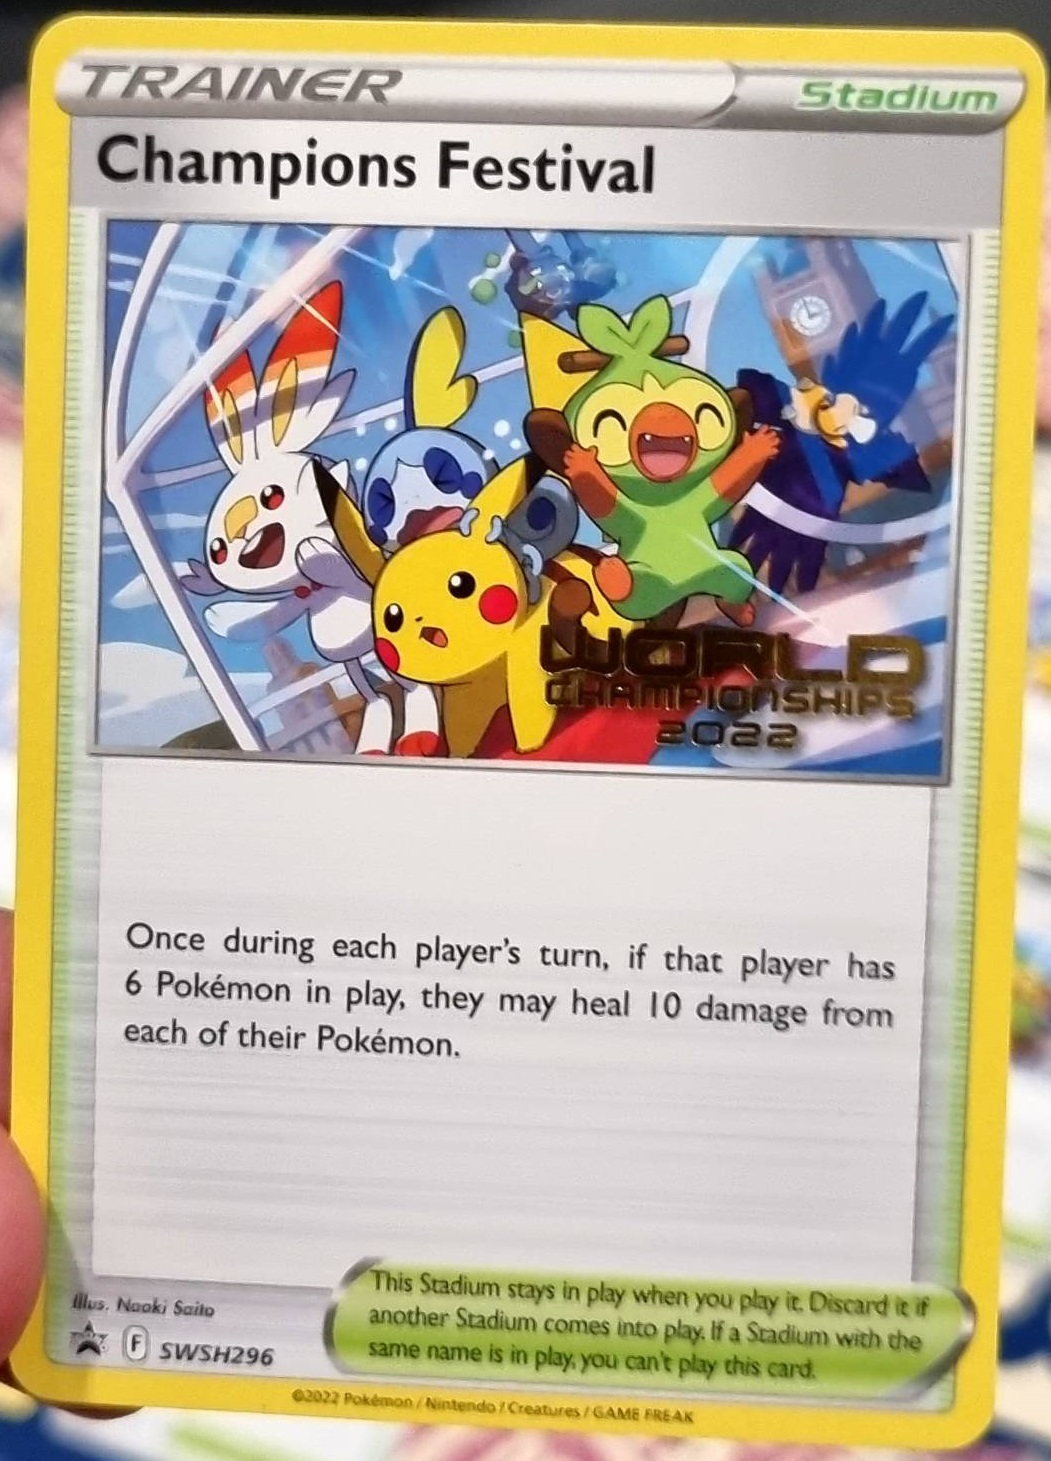 TRAINER
Stadium
Champions Festival
WORLD
CHAMPIONSHIPS
2022
Once during each player's turn, if that player has
6 Pokémon in play, they may heal 10 damage from
each of their Pokémon.
This Stadium stays in play when you play it. Discard it if
another Stadium comes into play. If a Stadium with the
same name is in play, you can't play this card.
Illus. Naoki Saito
F SWSH296
©2022 Pokémon / Nintendo / Creatures / GAME FREAK